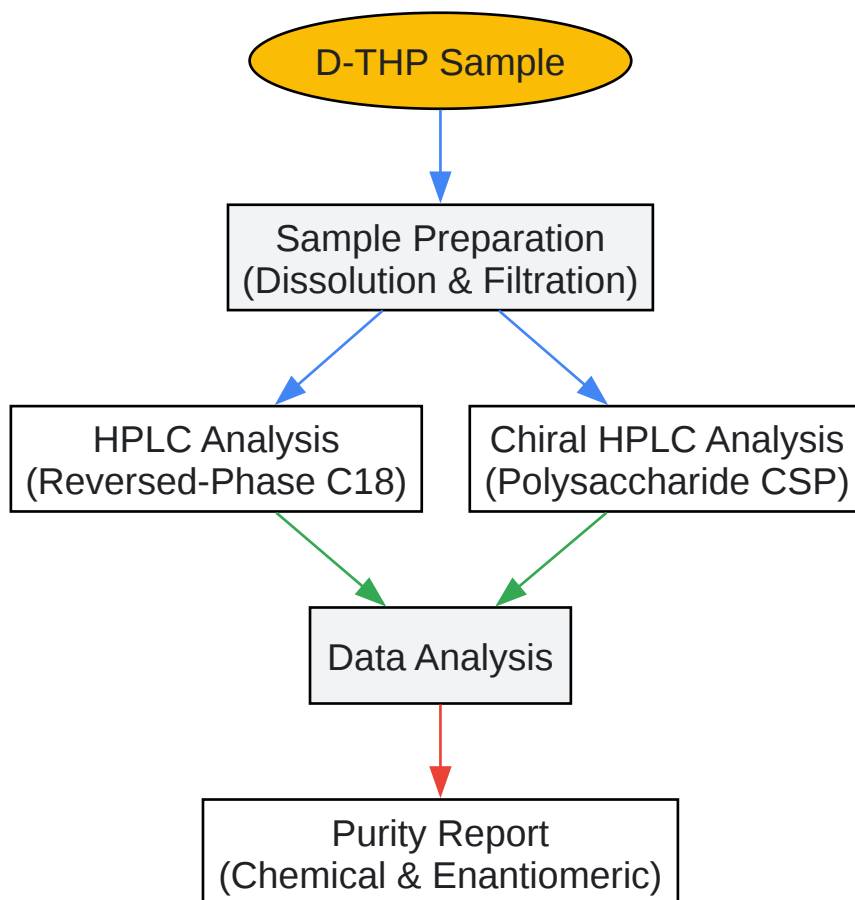 D-THP Sample
Sample Preparation
(Dissolution & Filtration)
HPLC Analysis
(Reversed-Phase C18)
Chiral HPLC Analysis
(Polysaccharide CSP)
Data Analysis
Purity Report
(Chemical & Enantiomeric)